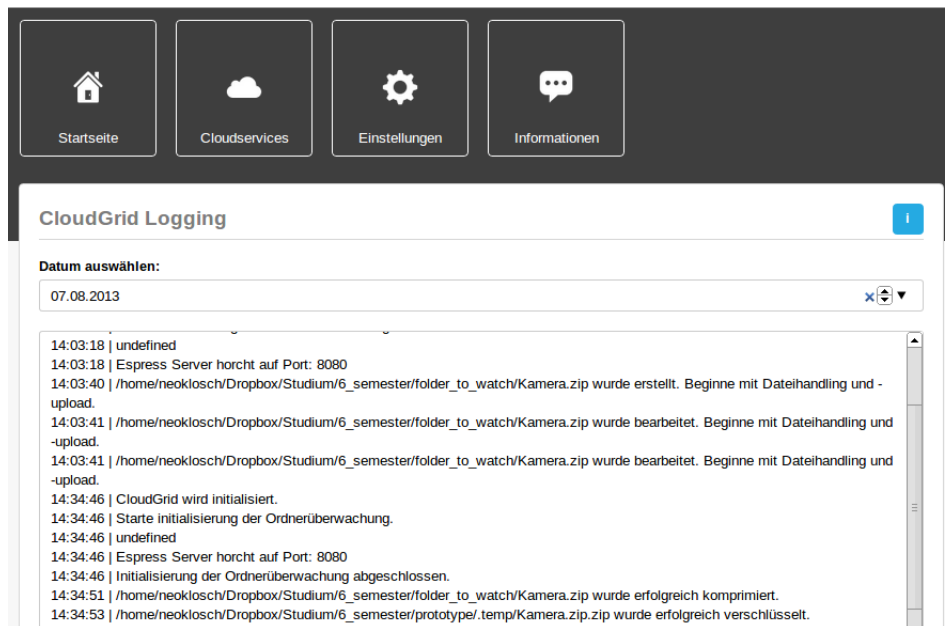 Startseite
Cloudservices
Einstellungen
Informationen
CloudGrid Logging
i
Datum auswählen:
07.08.2013
14:03:18 | undefined
14:03:18 | Espress Server horcht auf Port: 8080
14:03:40 | /home/neoklosch/Dropbox/Studium/6_semester/folder_to_watch/Kamera.zip wurde erstellt. Beginne mit Dateihandling und -
upload.
14:03:41 | /home/neoklosch/Dropbox/Studium/6_semester/folder_to_watch/Kamera.zip wurde bearbeitet. Beginne mit Dateihandling und
-upload.
14:03:41 | /home/neoklosch/Dropbox/Studium/6_semester/folder_to_watch/Kamera.zip wurde bearbeitet. Beginne mit Dateihandling und
-upload.
14:34:46 | CloudGrid wird initialisiert.
14:34:46 | Starte initialisierung der Ordnerüberwachung.
14:34:46 | undefined
14:34:46 | Espress Server horcht auf Port: 8080
14:34:46 | Initialisierung der Ordnerüberwachung abgeschlossen.
14:34:51 | /home/neoklosch/Dropbox/Studium/6_semester/folder_to_watch/Kamera.zip wurde erfolgreich komprimiert.
14:34:53 | /home/neoklosch/Dropbox/Studium/6_semester/prototype/.temp/Kamera.zip.zip wurde erfolgreich verschlüsselt.